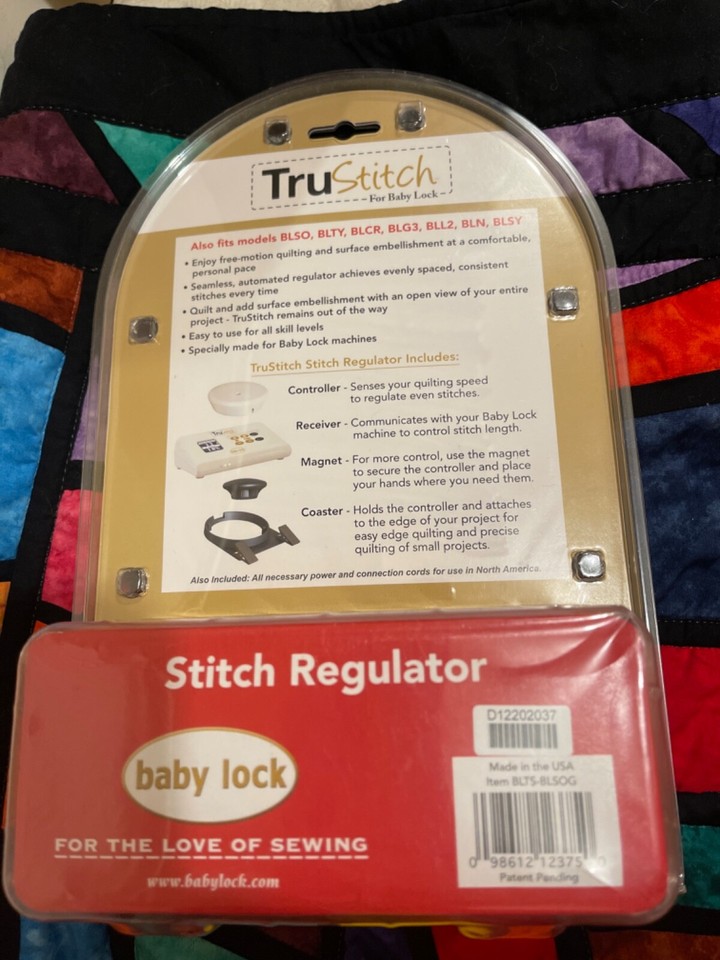 TruStitch
For Baby Lock
Also fits models BLSO, BLTY, BLCR, BLG3, BLL2, BLN, BLSY
• Enjoy free-motion quilting and surface embellishment at a comfortable,
personal pace
• Seamless, automated regulator achieves evenly spaced, consistent
stitches every time
• Quilt and add surface embellishment with an open view of your entire
project - TruStitch remains out of the way
• Easy to use for all skill levels
• Specially made for Baby Lock machines
TruStitch Stitch Regulator Includes:
Controller - Senses your quilting speed
to regulate even stitches.
Receiver - Communicates with your Baby Lock
machine to control stitch length.
Magnet - For more control, use the magnet
to secure the controller and place
your hands where you need them.
Coaster - Holds the controller and attaches
to the edge of your project for
easy edge quilting and precise
quilting of small projects.
Also Included: All necessary power and connection cords for use in North America.
Stitch Regulator
D12202037
baby lock
Made in the USA
Item BLTS-BLSOG
FOR THE LOVE OF SEWING
0 98612 12375 0
www.babylock.com
Patent Pending